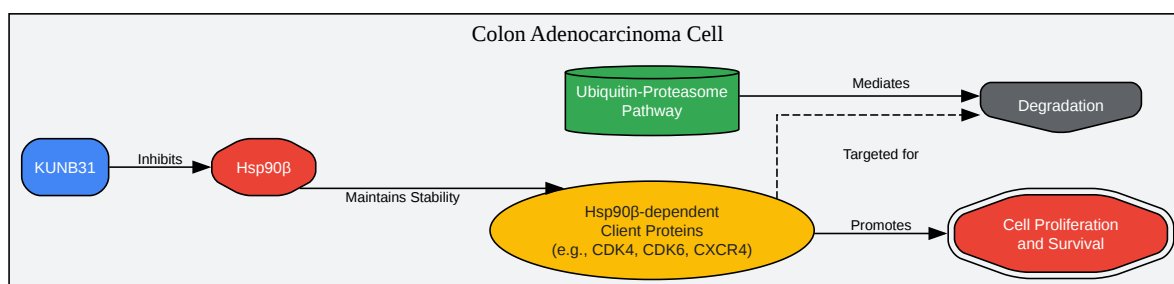 Colon Adenocarcinoma Cell
Ubiquitin-Proteasome
Pathway
Mediates
Degradation
KUNB31
Inhibits
Hsp90β
Targeted for
Maintains Stability
Hsp90β-dependent
Client Proteins
(e.g., CDK4, CDK6, CXCR4)
Promotes
Cell Proliferation
and Survival